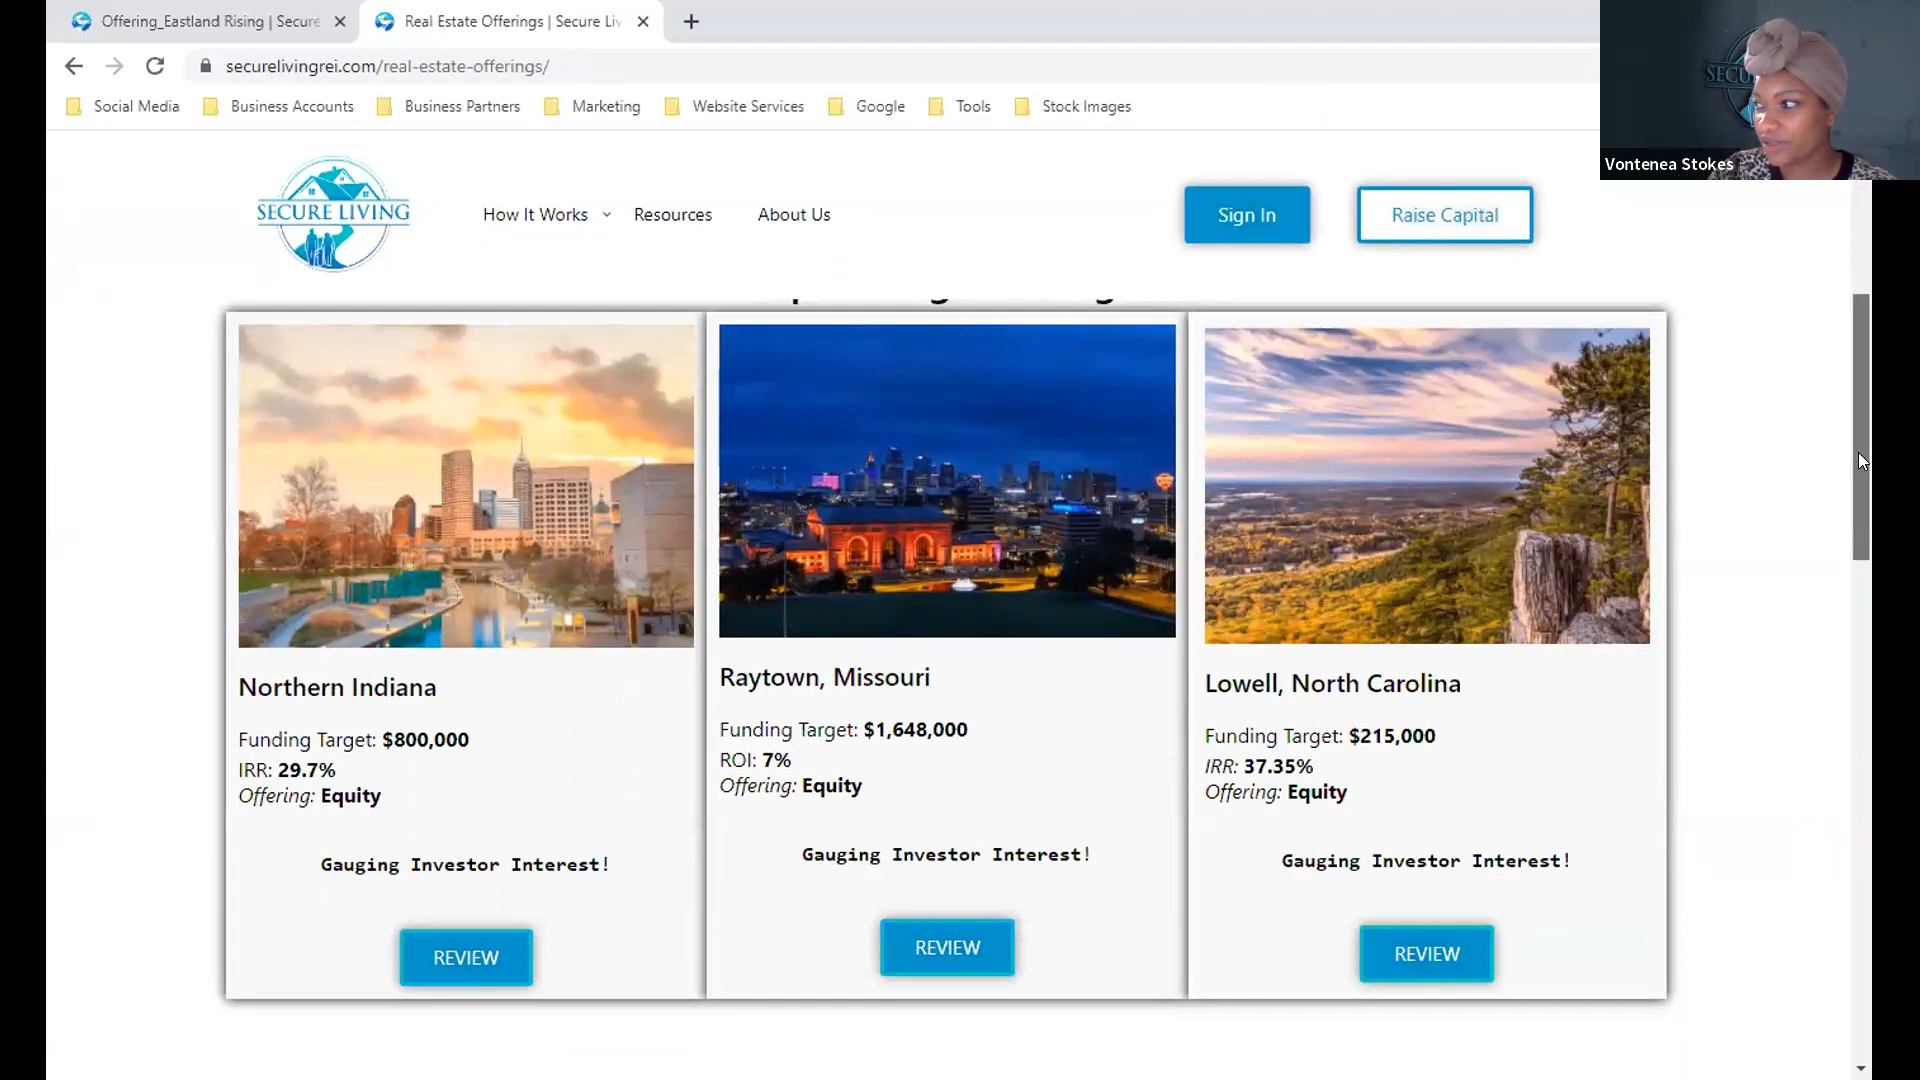 Offering_Eastland Rising | Secure
Real Estate Offerings | Secure Liv
securelivingrei.com/real-estate-offerings/
Social Media
Business Accounts
Business Partners
Marketing
Website Services
Google
Tools
Stock Images
Vontenea Stokes
SECURE LIVING
How It Works
Resources
About Us
Sign In
Raise Capital
Northern Indiana
Funding Target: $800,000
IRR: 29.7%
Offering: Equity
Gauging Investor Interest!
REVIEW
Raytown, Missouri
Funding Target: $1,648,000
ROI: 7%
Offering: Equity
Gauging Investor Interest!
REVIEW
Lowell, North Carolina
Funding Target: $215,000
IRR: 37.35%
Offering: Equity
Gauging Investor Interest!
REVIEW